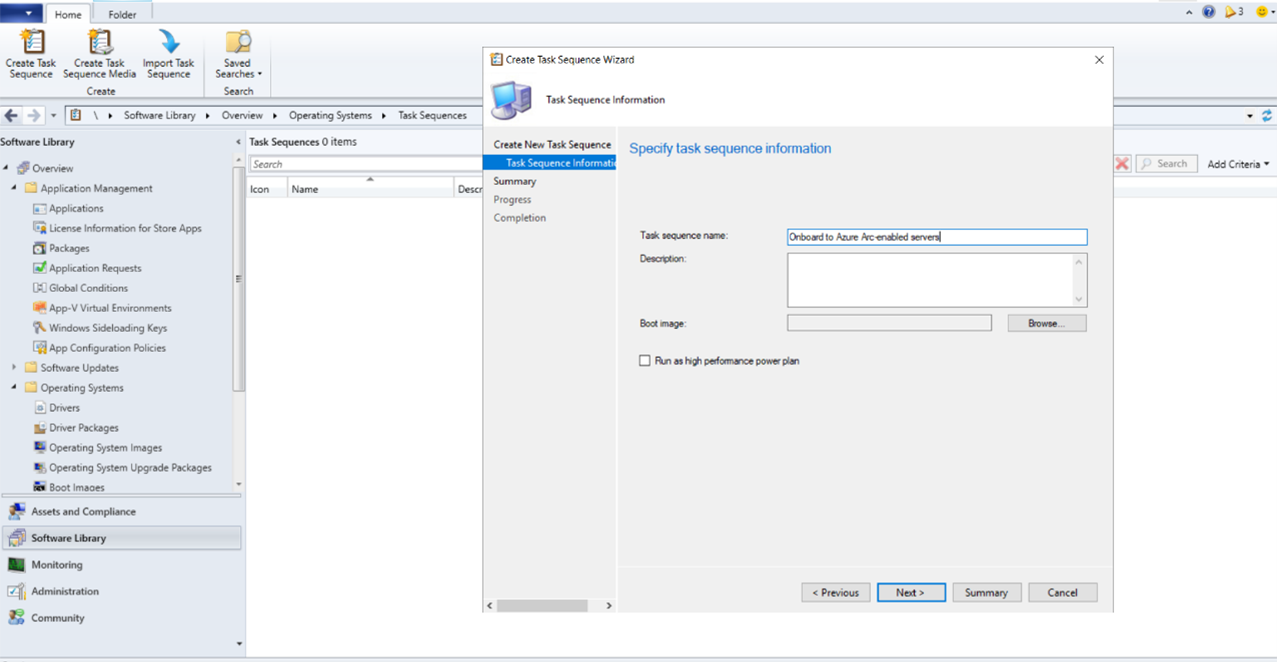 Home
Folder
3
Create Task
Sequence
Create Task
Sequence Media
Import Task
Sequence
Saved
Searches
Create
Search
\ Software Library Overview Operating Systems Task Sequences
Software Library
Overview
Application Management
Applications
License Information for Store Apps
Packages
Application Requests
Global Conditions
App-V Virtual Environments
Windows Sideloading Keys
App Configuration Policies
Software Updates
Operating Systems
Drivers
Driver Packages
Operating System Images
Operating System Upgrade Packages
Boot Images
Assets and Compliance
Software Library
Monitoring
Administration
Community
Task Sequences 0 items
Search
Search
Add Criteria
Icon Name Descr
Create Task Sequence Wizard
Task Sequence Information
Create New Task Sequence
Task Sequence Informati
Summary
Progress
Completion
Specify task sequence information
Task sequence name: Onboard to Azure Arc-enabled servers
Description:
Boot image: Browse...
Run as high performance power plan
< Previous Next > Summary Cancel